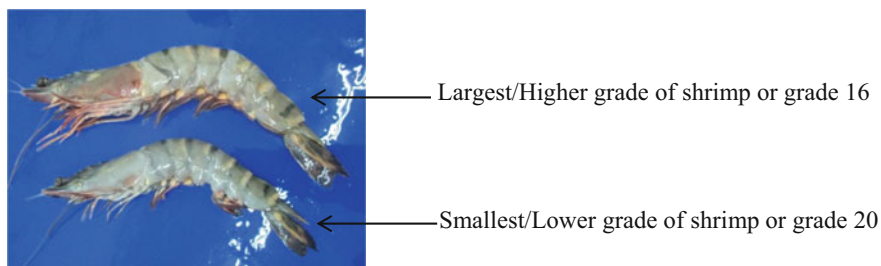 Largest/Higher grade of shrimp or grade 16
Smallest/Lower grade of shrimp or grade 20